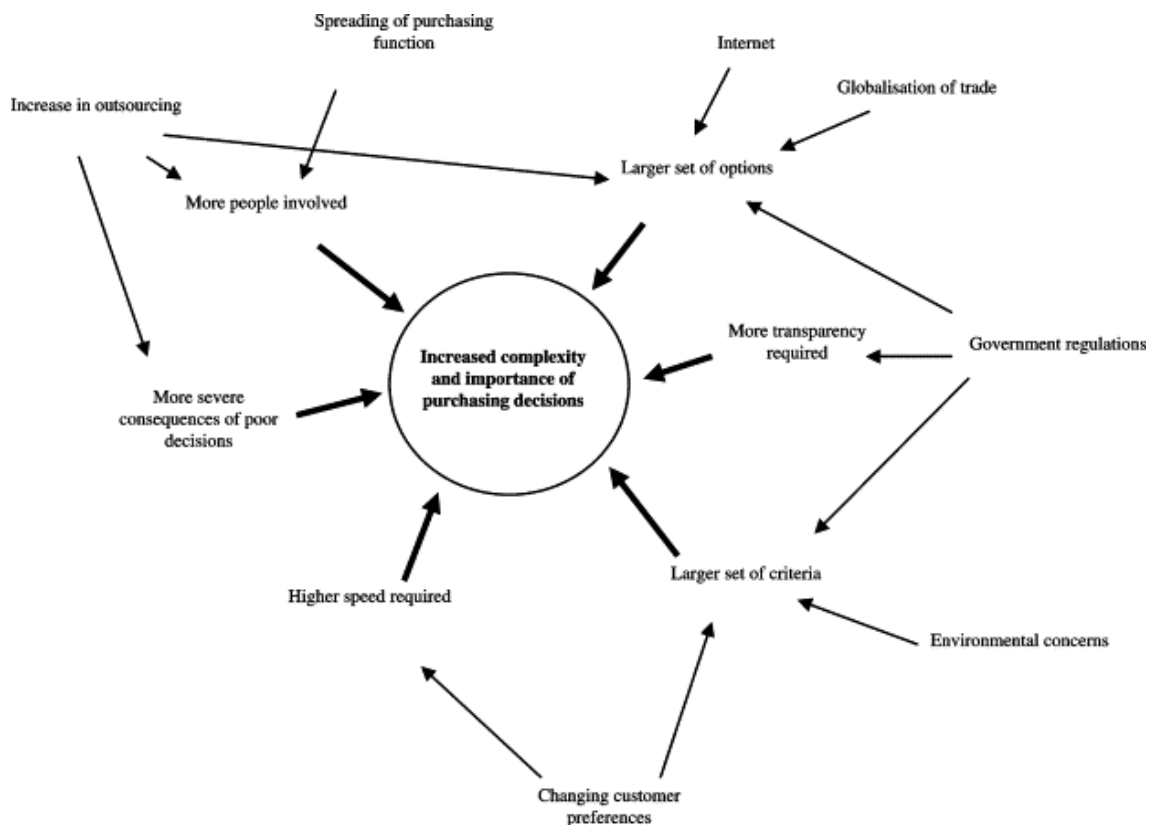 Spreading of purchasing
function
Internet
Globalisation of trade
Increase in outsourcing
Larger set of options
More people involved
More transparency
required
Government regulations
Increased complexity
and importance of
purchasing decisions
More severe
consequences of poor
decisions
Larger set of criteria
Higher speed required
Environmental concerns
Changing customer
preferences